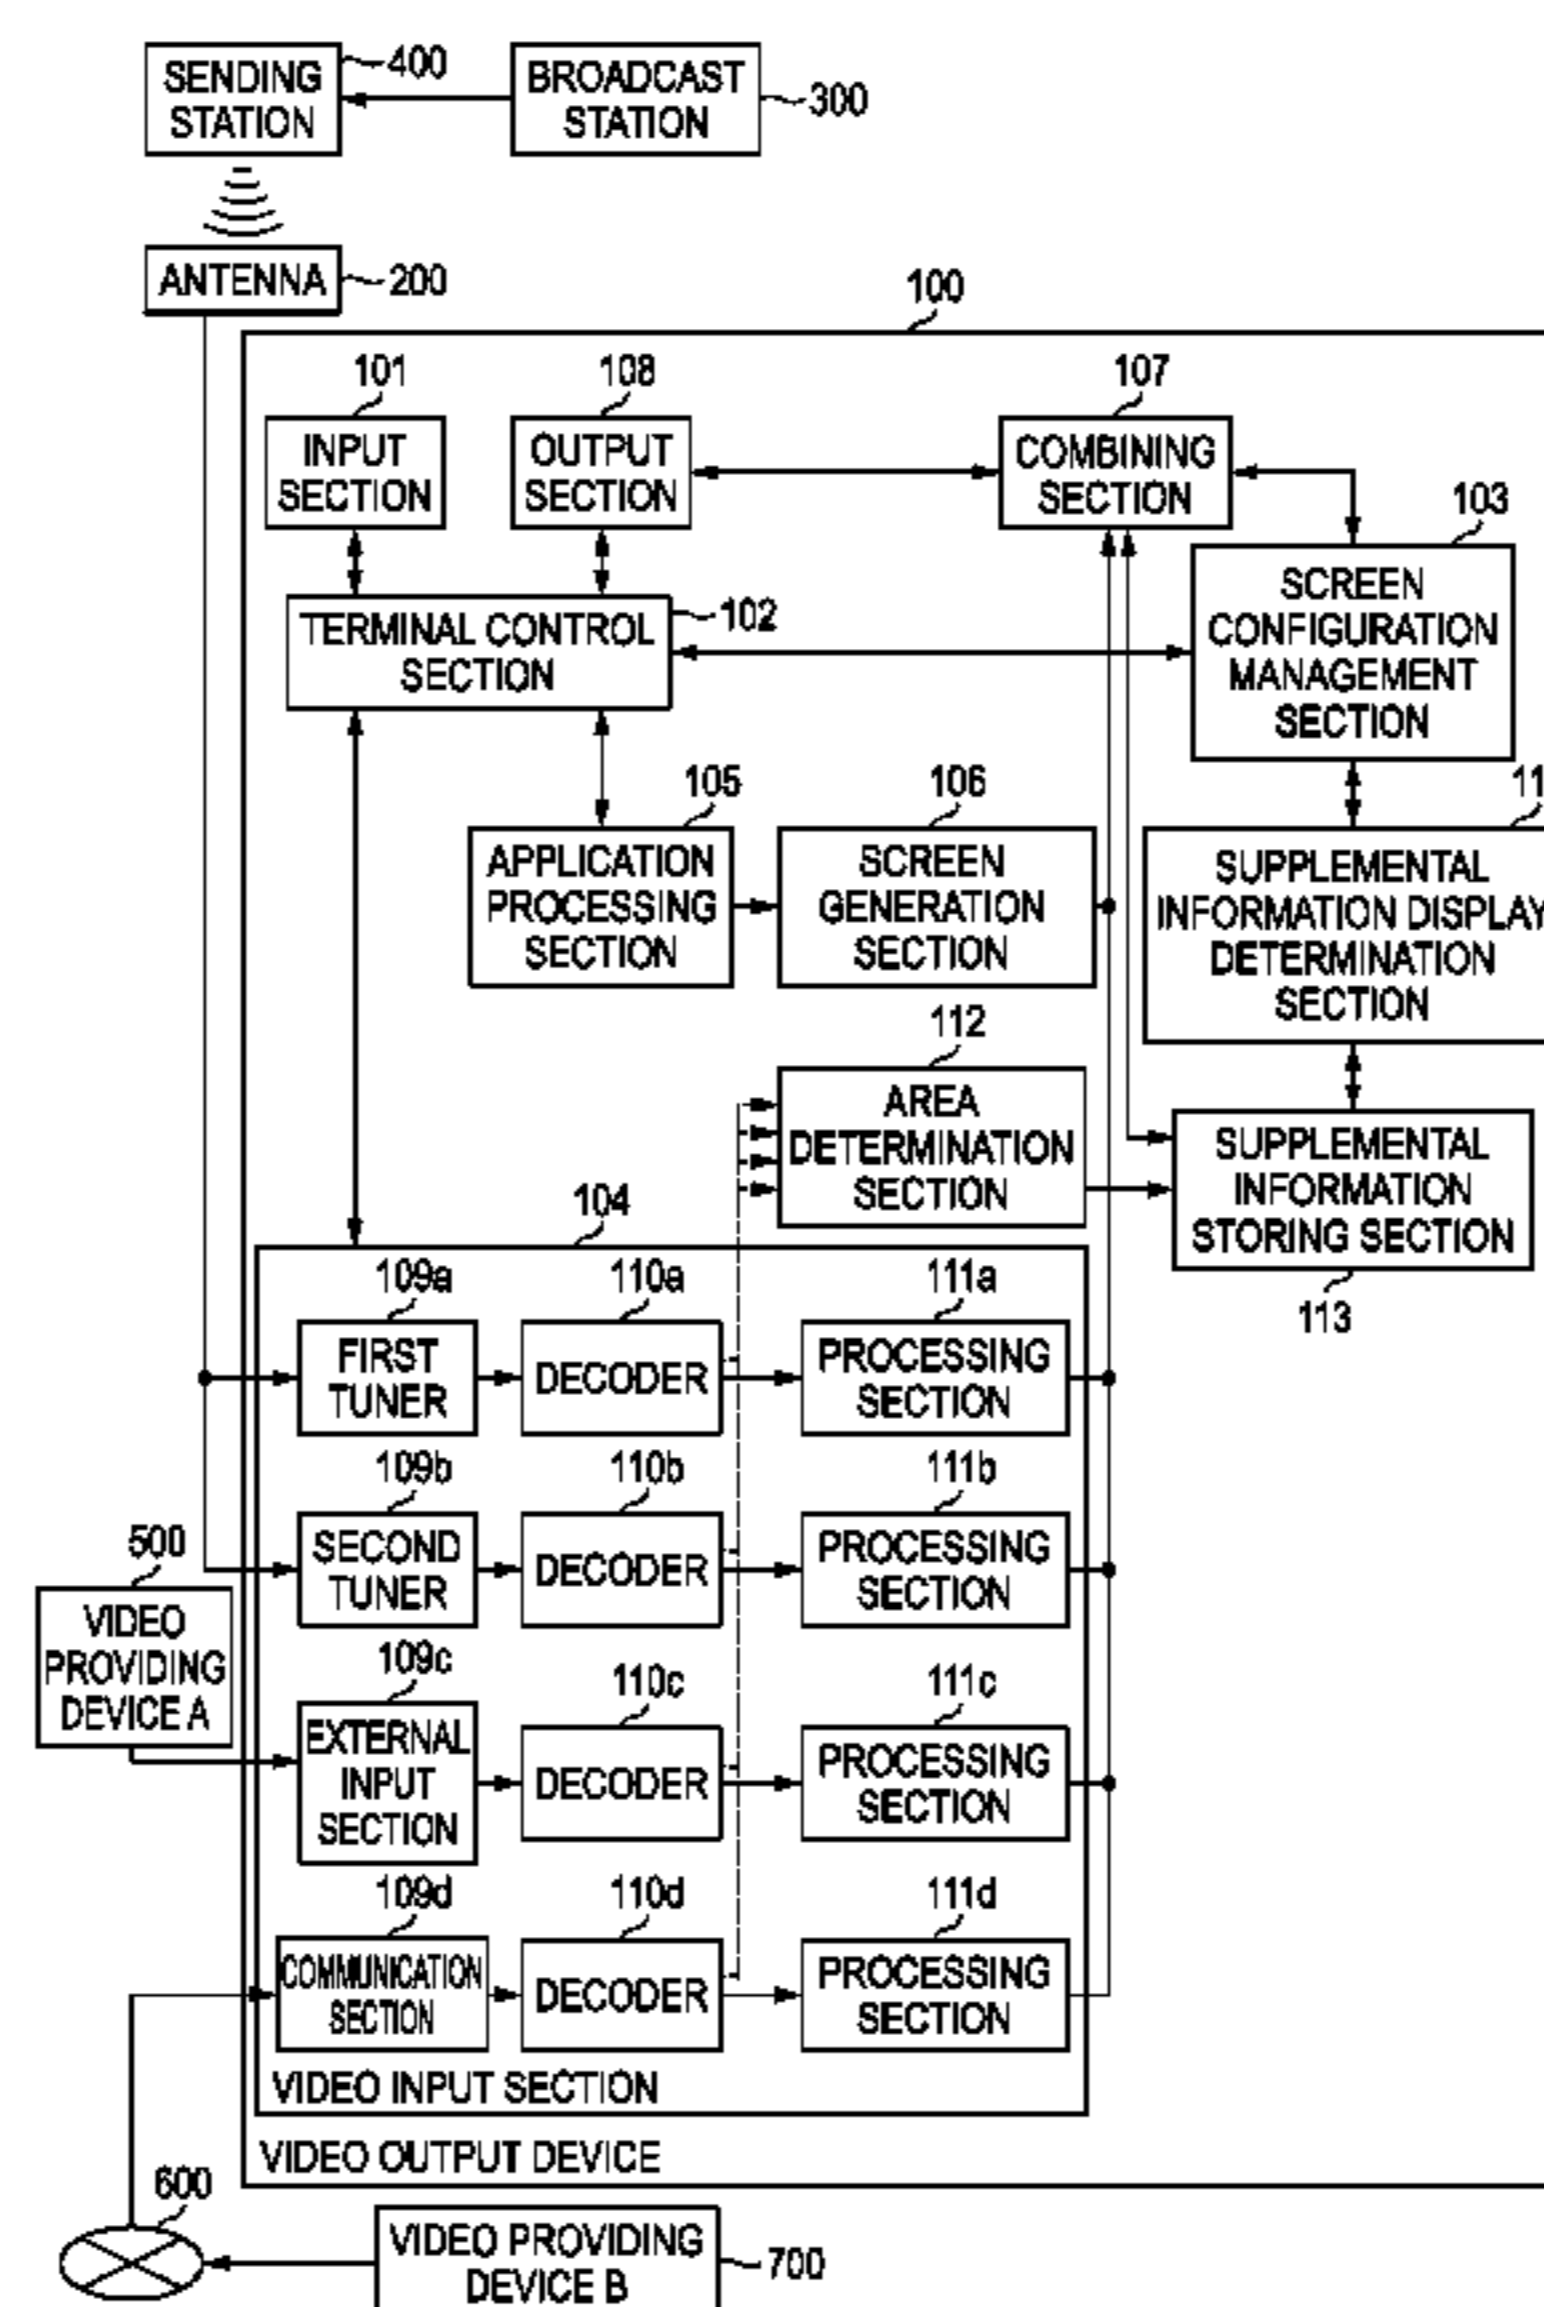 SENDING
STATION
400
BROADCAST
STATION
300
ANTENNA
200
100
101
INPUT
SECTION
108
OUTPUT
SECTION
107
COMBINING
SECTION
103
SCREEN
CONFIGURATION
MANAGEMENT
SECTION
TERMINAL CONTROL
SECTION
102
105
APPLICATION
PROCESSING
SECTION
106
SCREEN
GENERATION
SECTION
11
SUPPLEMENTAL
INFORMATION DISPLAY
DETERMINATION
SECTION
112
AREA
DETERMINATION
SECTION
SUPPLEMENTAL
INFORMATION
STORING SECTION
113
104
109a
FIRST
TUNER
110a
DECODER
111a
PROCESSING
SECTION
109b
SECOND
TUNER
110b
DECODER
111b
PROCESSING
SECTION
500
VIDEO
PROVIDING
DEVICE A
109c
EXTERNAL
INPUT
SECTION
110c
DECODER
111c
PROCESSING
SECTION
109d
COMMUNICATION
SECTION
110d
DECODER
111d
PROCESSING
SECTION
VIDEO INPUT SECTION
VIDEO OUTPUT DEVICE
600
VIDEO PROVIDING
DEVICE B
700